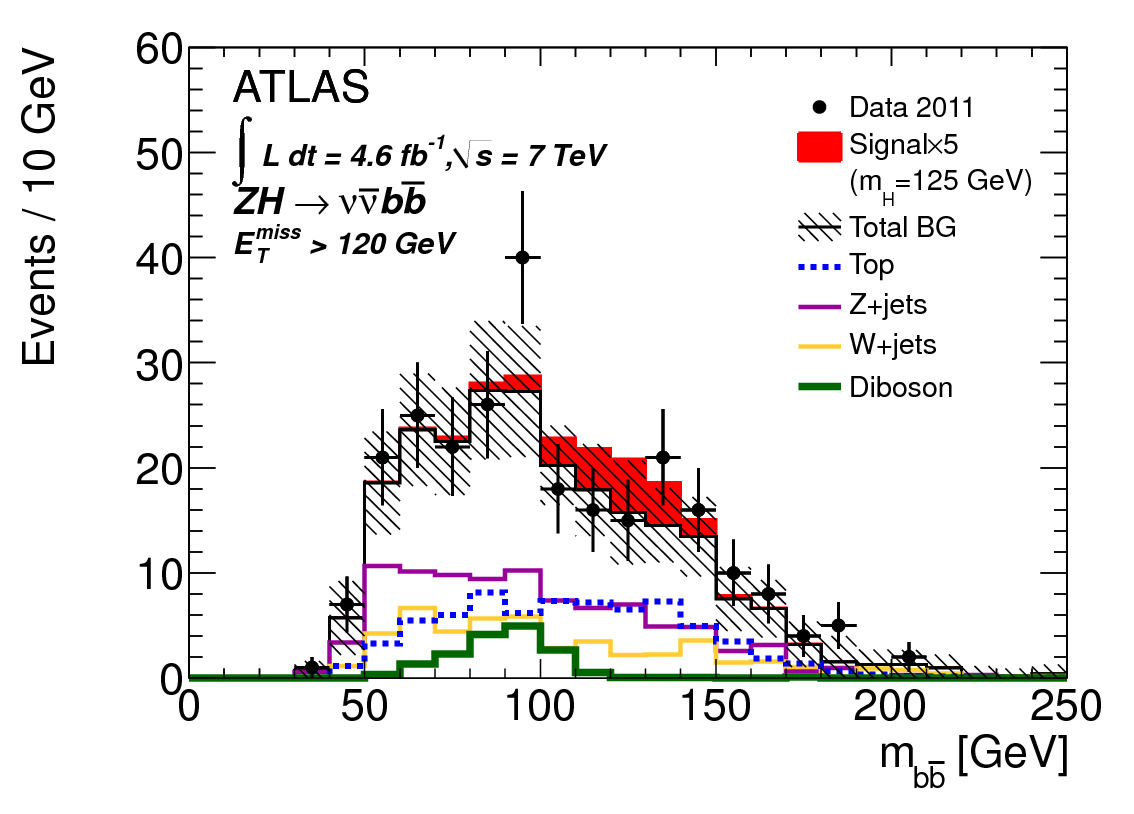 Events / 10 GeV
60
50
40
30
20
10
0
ATLAS
∫ L dt = 4.6 fb⁻¹,√s = 7 TeV
ZH → νν̅bb̅
E_T^miss > 120 GeV
Data 2011
Signal×5
(m_H=125 GeV)
Total BG
Top
Z+jets
W+jets
Diboson
0 50 100 150 200 250
m_bb̅ [GeV]